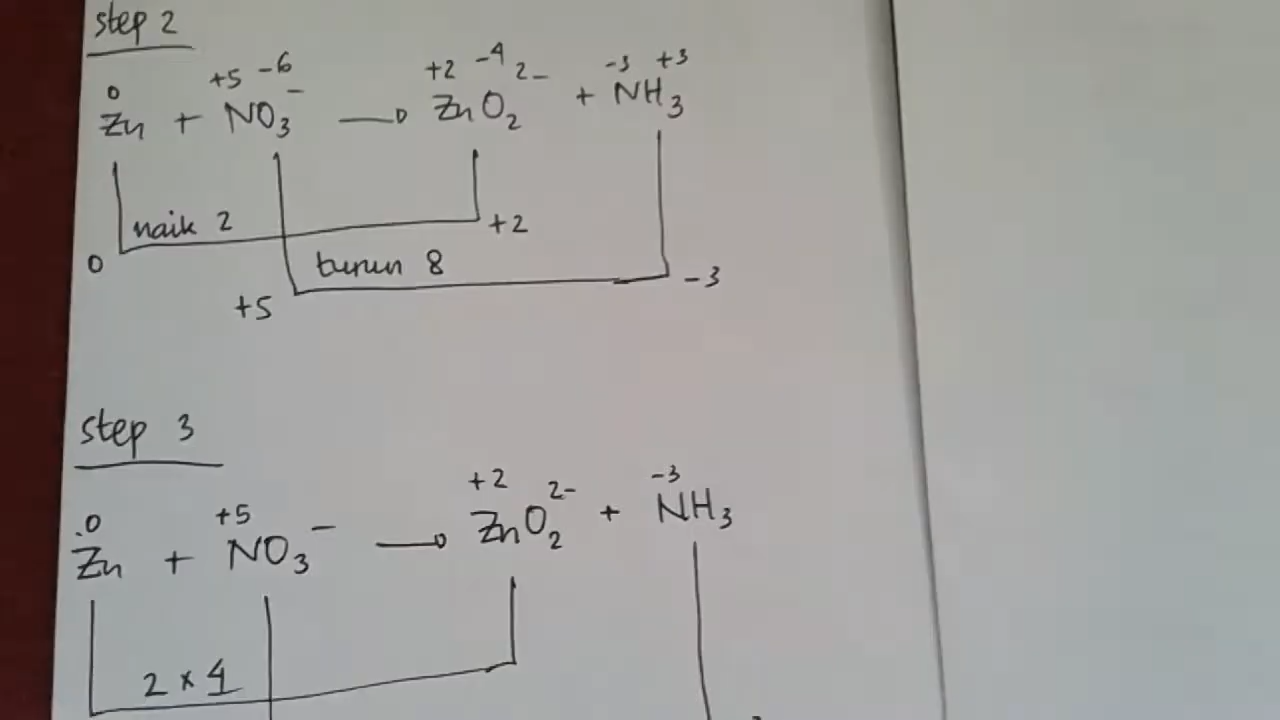 step 2
0 +5 -6 +2 -4 2- -3 +3
Zn + NO3- → ZnO2 + NH3
naik 2 +2
0 turun 8
+5 -3
step 3
0 +5 +2 2- -3
Zn + NO3- → ZnO2 + NH3
2 × 4